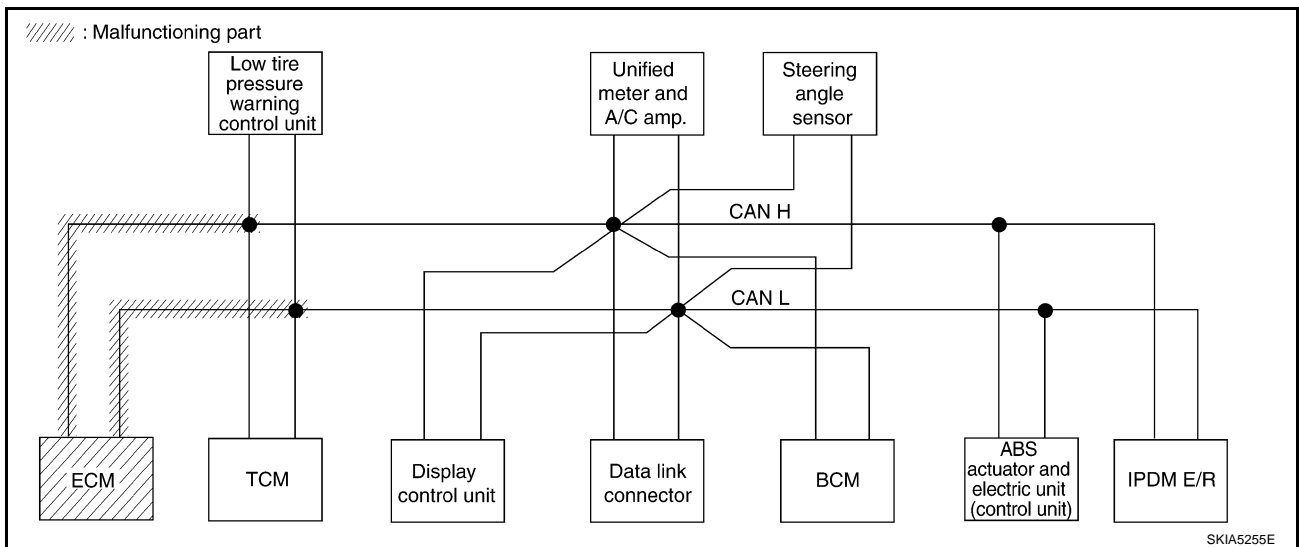 : Malfunctioning part
Low tire
pressure
warning
control unit
Unified
meter and
A/C amp.
Steering
angle
sensor
CAN H
CAN L
ECM
TCM
Display
control unit
Data link
connector
BCM
ABS
actuator and
electric unit
(control unit)
IPDM E/R
SKIA5255E